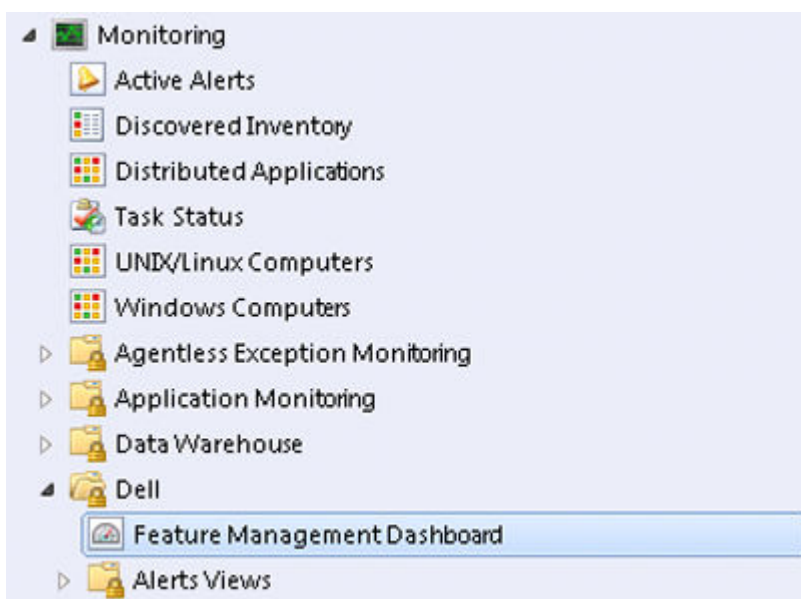 Monitoring
Active Alerts
Discovered Inventory
Distributed Applications
Task Status
UNIX/Linux Computers
Windows Computers
Agentless Exception Monitoring
Application Monitoring
Data Warehouse
Dell
Feature Management Dashboard
Alerts Views